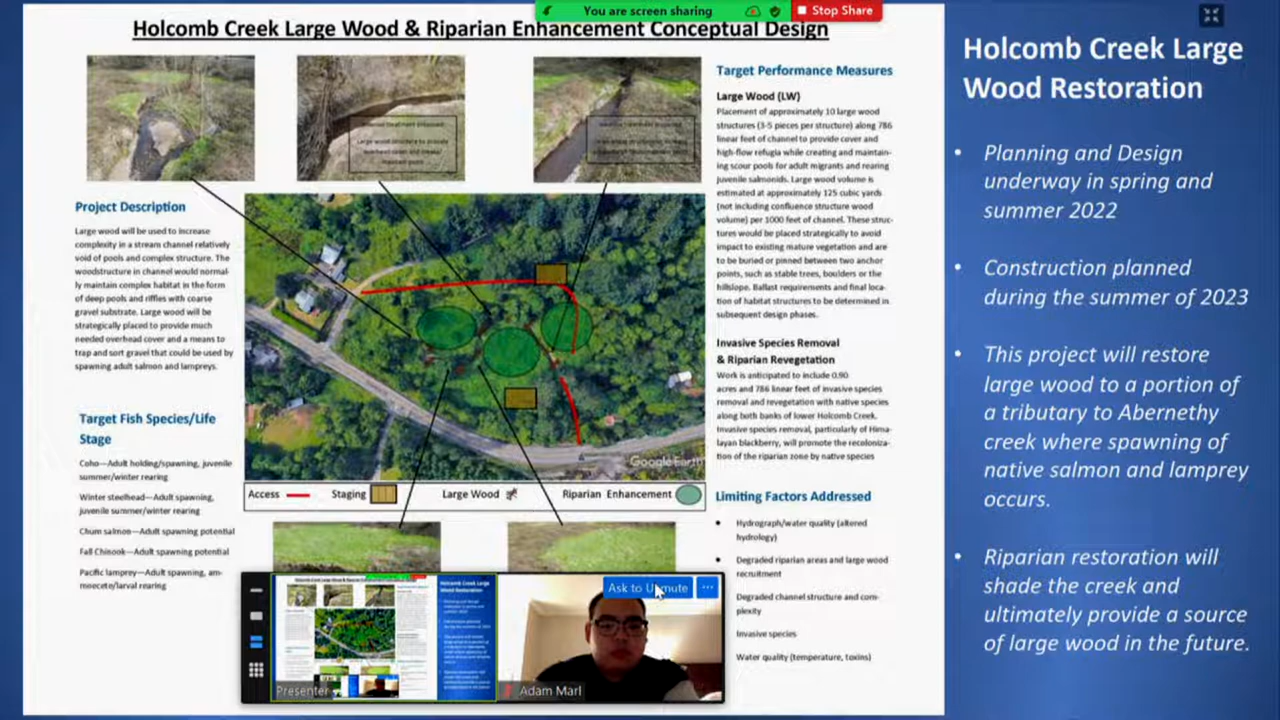 You are screen sharing
Stop Share
Holcomb Creek Large Wood & Riparian Enhancement Conceptual Design
Project Description
Large wood will be used to increase
complexity in a stream channel relatively
void of pools and complex structure. The
woodstructure in channel would normal-
ly maintain complex habitat in the form
of deep pools and riffles with coarse
gravel substrate. Large wood will be
strategically placed to provide much
needed overhead cover and a means to
trap and sort gravel that could be used by
spawning adult salmon and lampreys.
Target Fish Species/Life
Stage
Coho—Adult holding/spawning, juvenile
summer/winter rearing
Winter steelhead—Adult spawning,
juvenile summer/winter rearing
Chum salmon—Adult spawning potential
Fall Chinook—Adult spawning potential
Pacific lamprey—Adult spawning, am-
moecete/larval rearing
Google Earth
Access
Staging
Large Wood
Riparian Enhancement
Target Performance Measures
Large Wood (LW)
Placement of approximately 10 large wood
structures (3-5 pieces per structure) along 786
linear feet of channel to provide cover and
high-flow refugia while creating and maintain-
ing scour pools for adult migrants and rearing
juvenile salmonids. Large wood volume is
estimated at approximately 125 cubic yards
(not including confluence structure wood
volume) per 1000 feet of channel. These struc-
tures would be placed strategically to avoid
impact to existing mature vegetation and are
to be buried or pinned between two anchor
points, such as stable trees, boulders or the
hillslope. Ballast requirements and final loca-
tion of habitat structures to be determined in
subsequent design phases.
Invasive Species Removal
& Riparian Revegetation
Work is anticipated to include 0.90
acres and 786 linear feet of invasive species
removal and revegetation with native species
along both banks of lower Holcomb Creek.
Invasive species removal, particularly of Hima-
layan blackberry, will promote the recoloniza-
tion of the riparian zone by native species
Limiting Factors Addressed
• Hydrograph/water quality (altered
hydrology)
• Degraded riparian areas and large wood
recruitment
• Degraded channel structure and com-
plexity
Invasive species
Water quality (temperature, toxins)
Ask to Unmute
Presenter
Adam Marl
Holcomb Creek Large
Wood Restoration
• Planning and Design
underway in spring and
summer 2022
• Construction planned
during the summer of 2023
• This project will restore
large wood to a portion of
a tributary to Abernethy
creek where spawning of
native salmon and lamprey
occurs.
• Riparian restoration will
shade the creek and
ultimately provide a source
of large wood in the future.